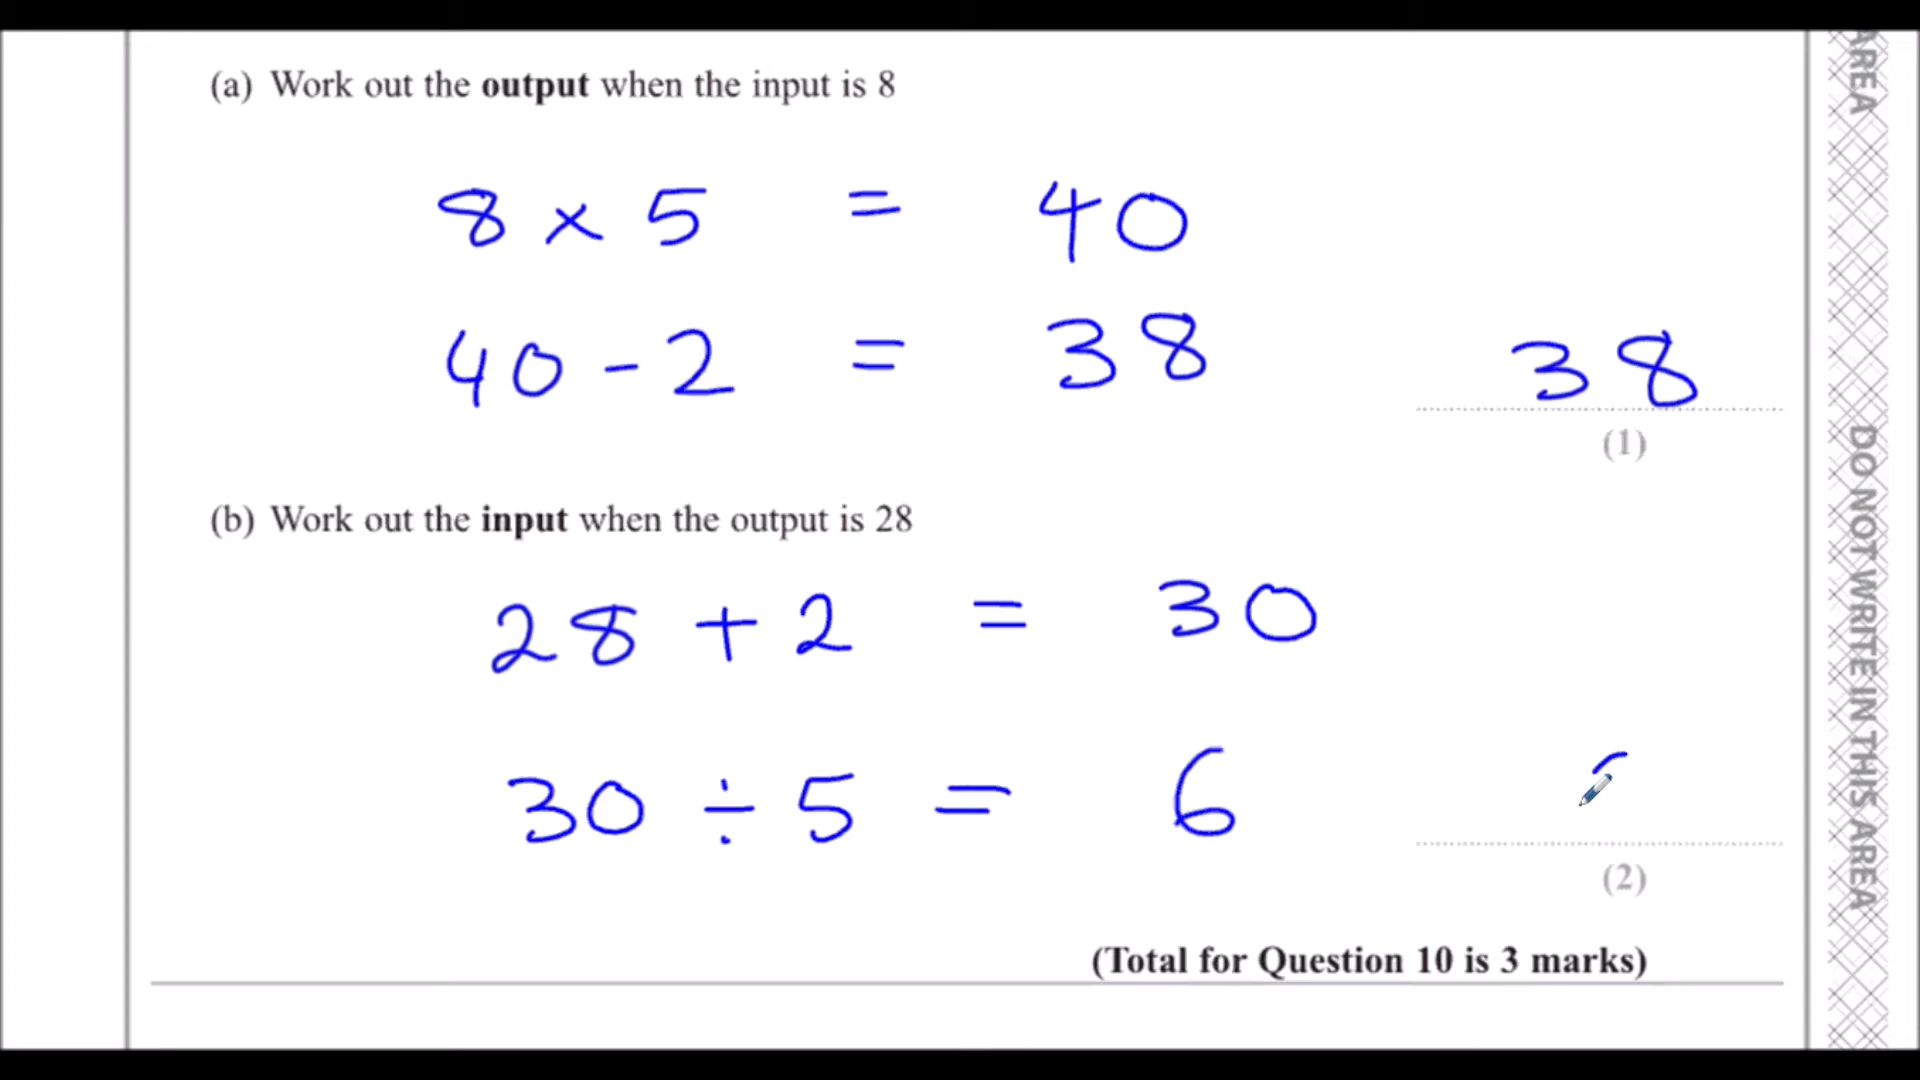 (a) Work out the output when the input is 8
8 × 5 = 40
40 - 2 = 38
38
(1)
(b) Work out the input when the output is 28
28 + 2 = 30
30 ÷ 5 = 6
(2)
(Total for Question 10 is 3 marks)
AREA
DO NOT WRITE IN THIS AREA